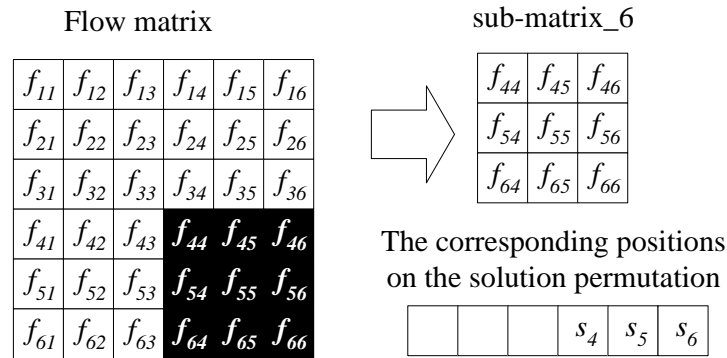 Flow matrix
f11 f12 f13 f14 f15 f16
f21 f22 f23 f24 f25 f26
f31 f32 f33 f34 f35 f36
f41 f42 f43 f44 f45 f46
f51 f52 f53 f54 f55 f56
f61 f62 f63 f64 f65 f66
sub-matrix_6
f44 f45 f46
f54 f55 f56
f64 f65 f66
The corresponding positions
on the solution permutation
s4 s5 s6